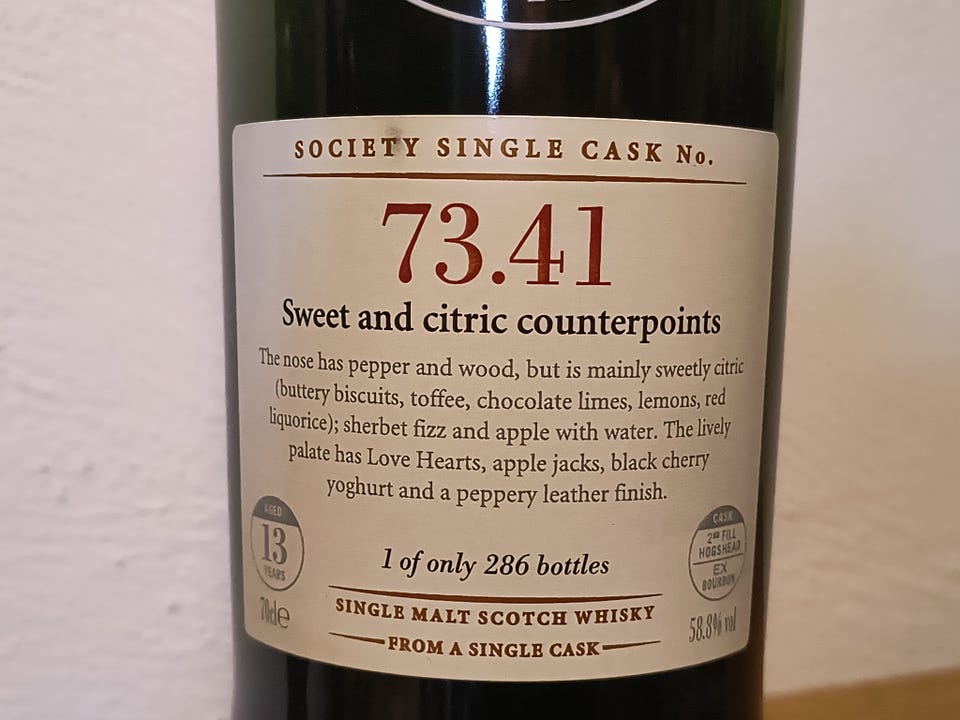 SOCIETY SINGLE CASK No.
73.41
Sweet and citric counterpoints
The nose has pepper and wood, but is mainly sweetly citric
(buttery biscuits, toffee, chocolate limes, lemons, red
liquorice); sherbet fizz and apple with water. The lively
palate has Love Hearts, apple jacks, black cherry
yoghurt and a peppery leather finish.
AGED
13
YEARS
70cl e
1 of only 286 bottles
CASK
2ND FILL
HOGSHEAD
EX
BOURBON
58.8% vol
SINGLE MALT SCOTCH WHISKY
FROM A SINGLE CASK